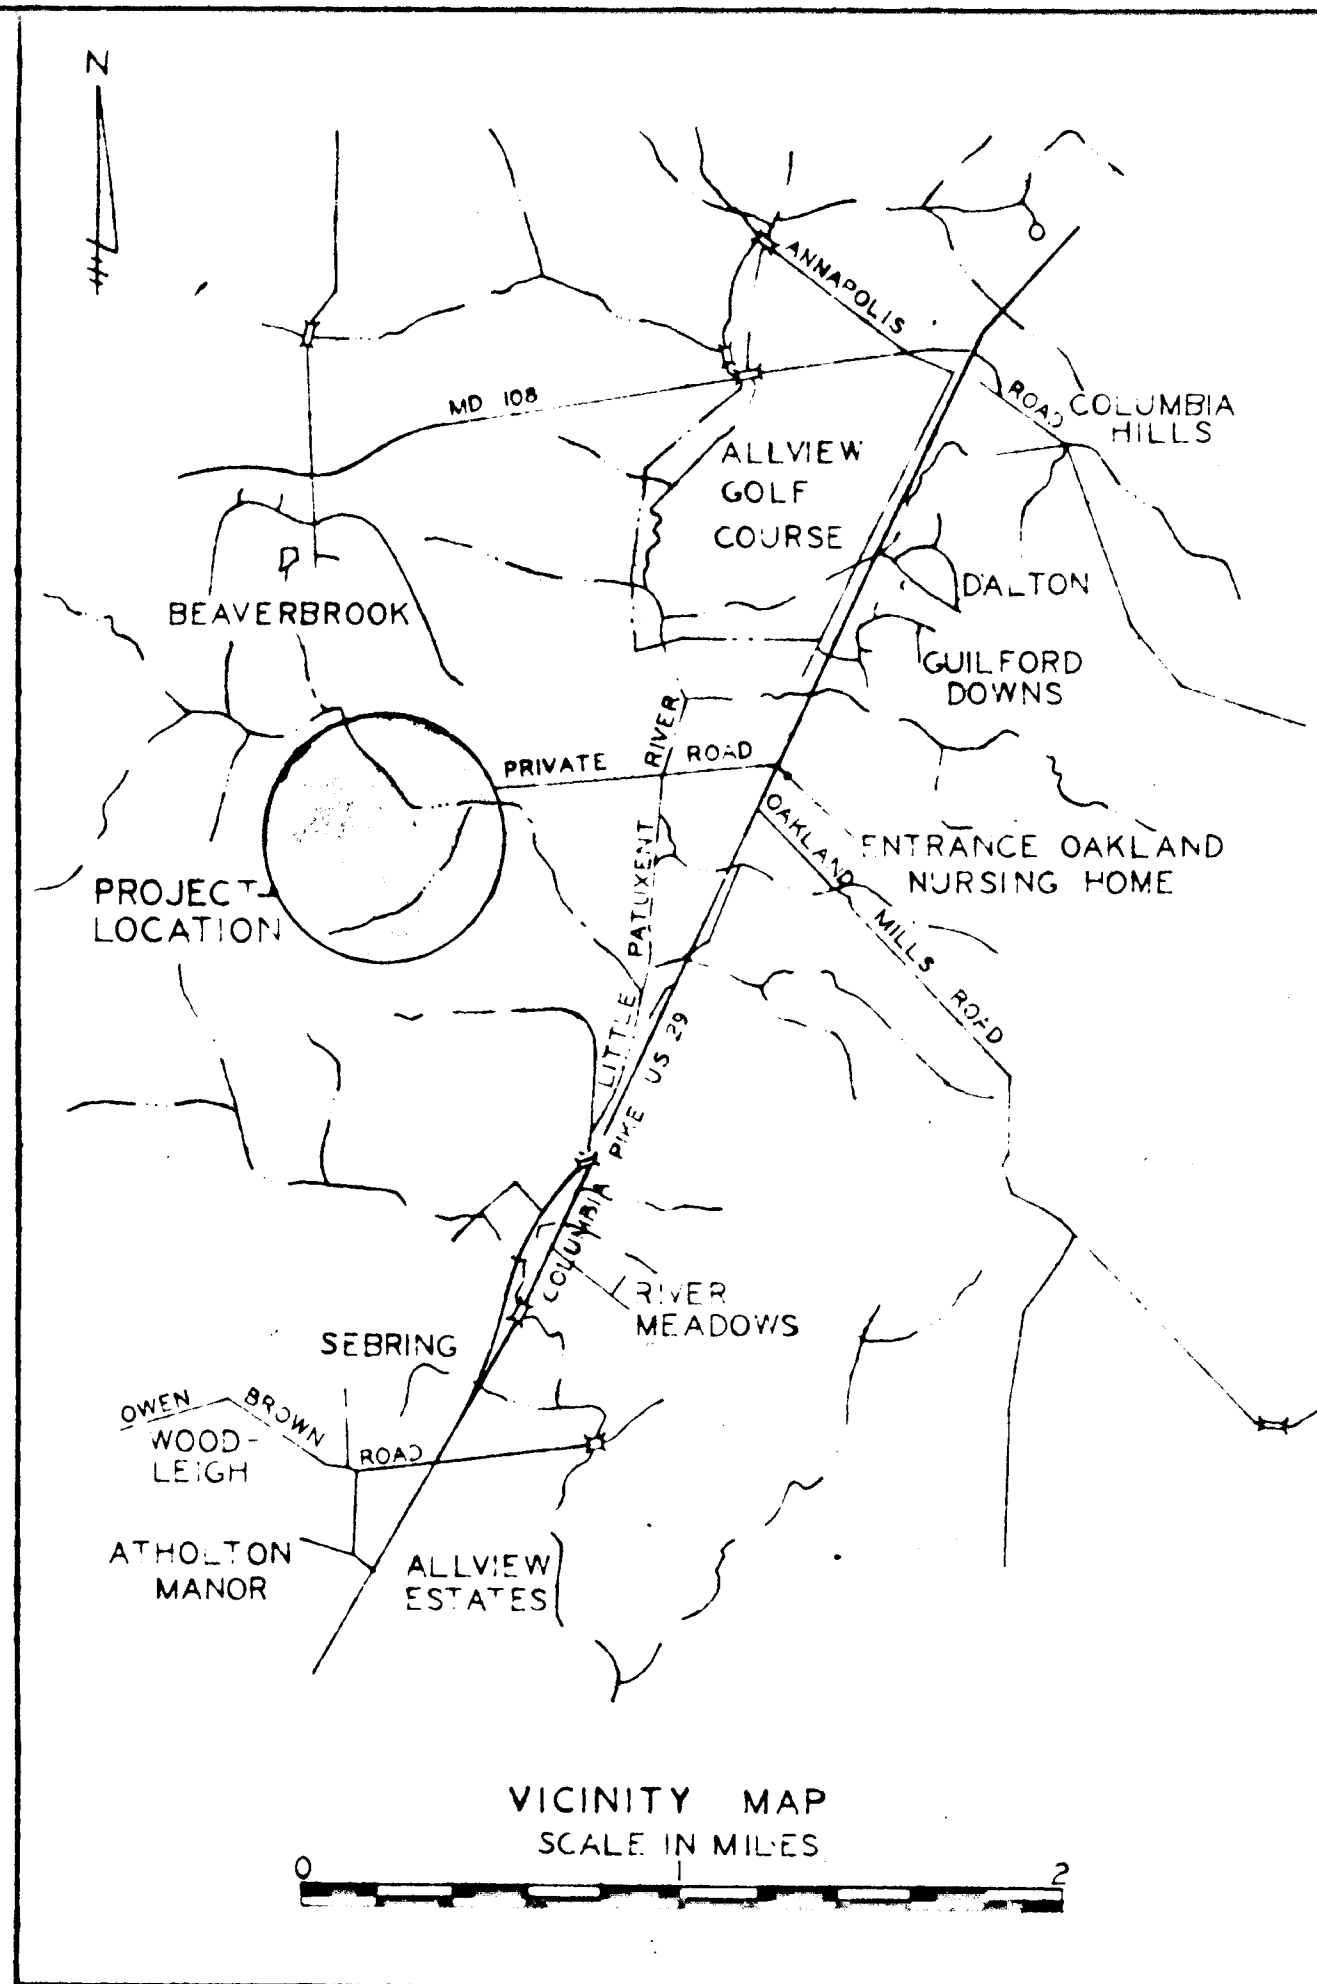 N
ANNAPOLIS
ROAD
MD 108
COLUMBIA
HILLS
ALLVIEW
GOLF
COURSE
D'ALTON
BEAVERBROOK
GUILFORD
DOWNS
PRIVATE ROAD
LITTLE PATUXENT RIVER
OAKLAND MILLS ROAD
ENTRANCE OAKLAND
NURSING HOME
PROJECT
LOCATION
COLUMBIA PIKE US 29
RIVER
MEADOWS
SEBRING
OWEN BROWN ROAD
WOOD-
LEIGH
ATHOLTON
MANOR
ALLVIEW
ESTATES
VICINITY MAP
SCALE IN MILES
0 1 2